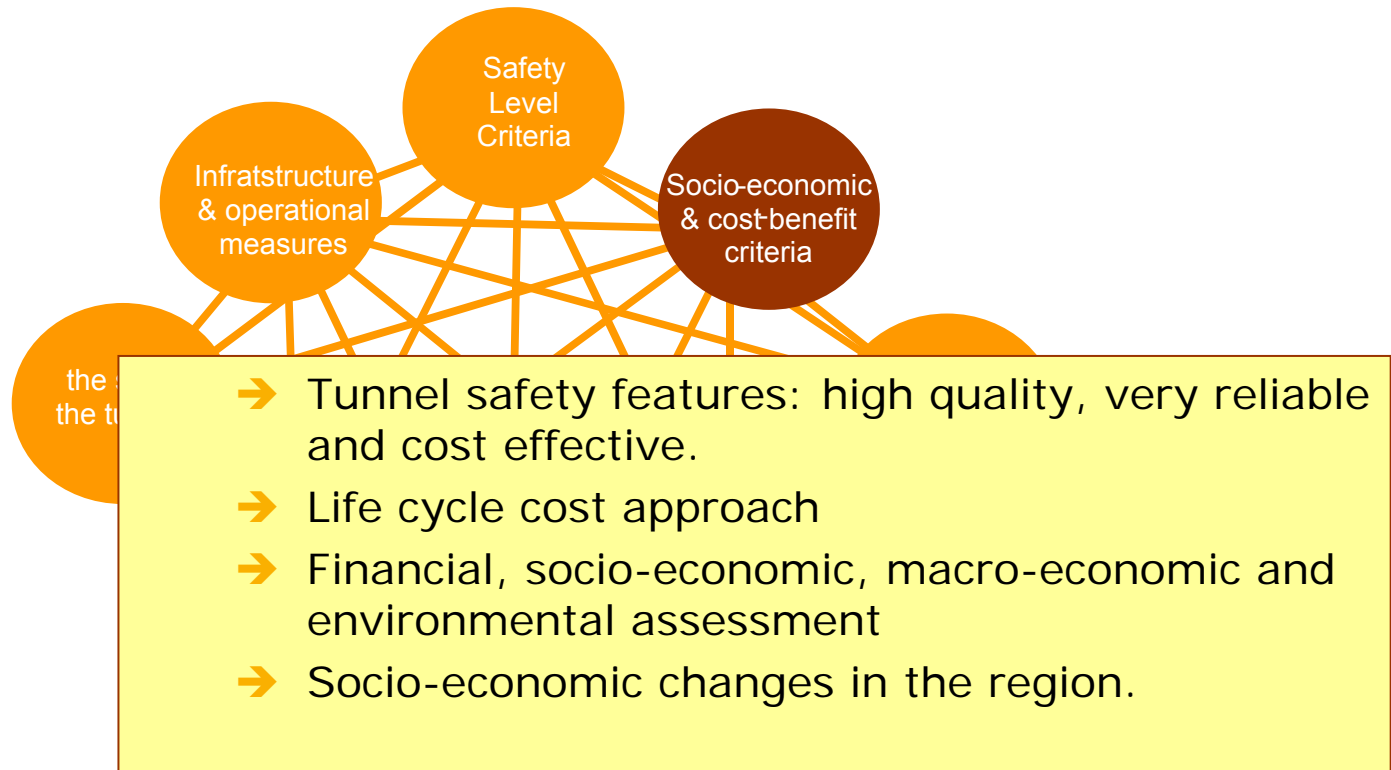 Safety
Level
Criteria
Infratstructure
& operational
measures
Socio-economic
& cost-benefit
criteria
the
the
➔ Tunnel safety features: high quality, very reliable
and cost effective.
➔ Life cycle cost approach
➔ Financial, socio-economic, macro-economic and
environmental assessment
➔ Socio-economic changes in the region.